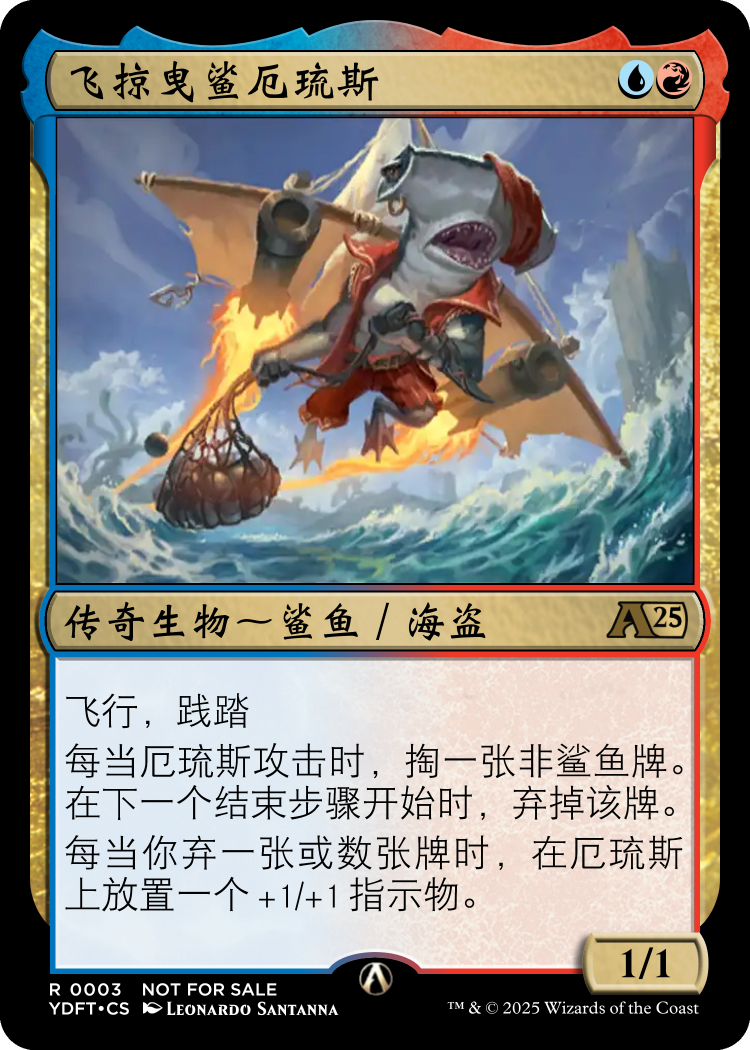 飞掠曳鲨厄琉斯
传奇生物～鲨鱼 / 海盗
A25
飞行，践踏
每当厄琉斯攻击时，掏一张非鲨鱼牌。
在下一个结束步骤开始时，弃掉该牌。
每当你弃一张或数张牌时，在厄琉斯
上放置一个 +1/+1 指示物。
1/1
R 0003 NOT FOR SALE
YDFT•CS Leonardo Santanna
™ & © 2025 Wizards of the Coast